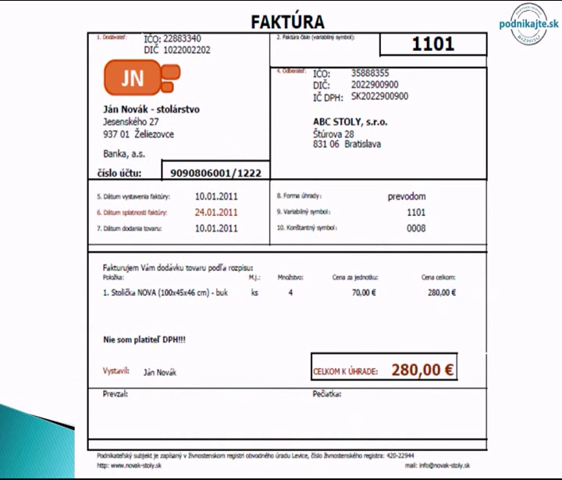 FAKTÚRA
podnikajte.sk
1. Dodávateľ: IČO: 22883340
DIČ 1022002202
2. Faktúra číslo (variabilný symbol): 1101
JN
4. Odberateľ: IČO: 35888355
DIČ: 2022900900
IČ DPH: SK2022900900
Ján Novák - stolárstvo
Jesenského 27
937 01 Želiezovce
ABC STOLY, s.r.o.
Štúrova 28
831 06 Bratislava
Banka, a.s.
číslo účtu: 9090806001/1222
5. Dátum vystavenia faktúry: 10.01.2011
6. Dátum splatnosti faktúry: 24.01.2011
7. Dátum dodania tovaru: 10.01.2011
8. Forma úhrady: prevodom
9. Variabilný symbol: 1101
10. Konštantný symbol: 0008
Fakturujem Vám dodávku tovaru podľa rozpisu:
Položka: M.j.: Množstvo: Cena za jednotku: Cena celkom:
1. Stolička NOVA (100x45x46 cm) - buk ks 4 70,00 € 280,00 €
Nie som platiteľ DPH!!!
Vystavil: Ján Novák
CELKOM K ÚHRADE: 280,00 €
Prevzal: Pečiatka:
Podnikateľský subjekt je zapísaný v živnostenskom registri obvodného úradu Levice, číslo živnostenského registra: 420-22944
http: www.novak-stoly.sk mail: info@novak-stoly.sk